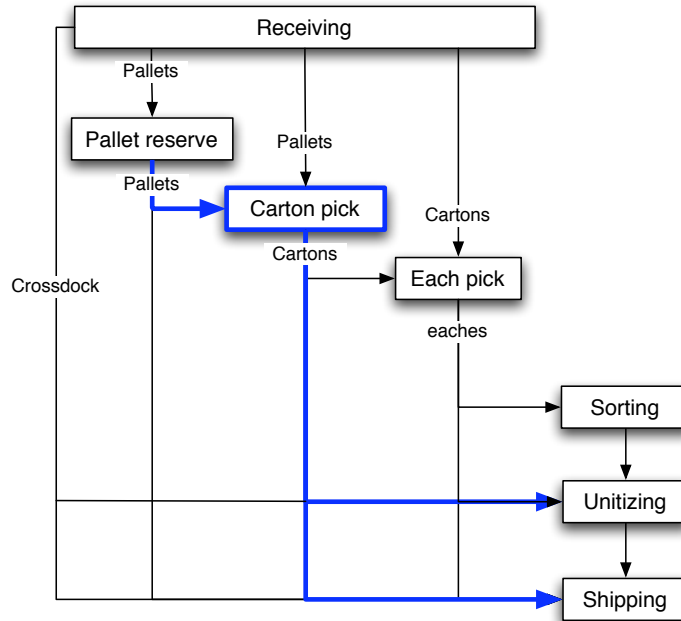 Receiving
Pallets
Pallet reserve
Pallets
Pallets
Carton pick
Cartons
Cartons
Each pick
Crossdock
eaches
Sorting
Unitizing
Shipping